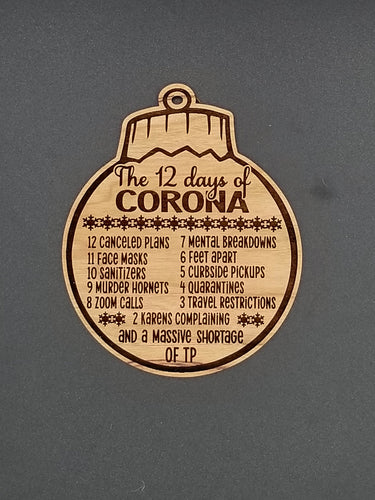 The 12 days of
CORONA
12 CANCELED PLANS
11 FACE MASKS
10 SANITIZERS
9 MURDER HORNETS
8 ZOOM CALLS
7 MENTAL BREAKDOWNS
6 FEET APART
5 CURBSIDE PICKUPS
4 QUARANTINES
3 TRAVEL RESTRICTIONS
2 KARENS COMPLAINING
AND A MASSIVE SHORTAGE
OF TP